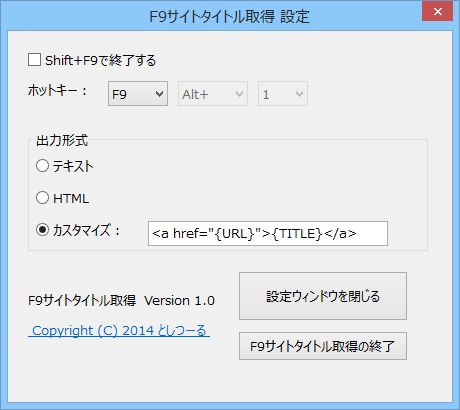 F9サイトタイトル取得 設定
Shift+F9で終了する
ホットキー： F9 Alt+ 1
出力形式
テキスト
HTML
カスタマイズ： <a href="{URL}">{TITLE}</a>
設定ウィンドウを閉じる
F9サイトタイトル取得 Version 1.0
Copyright (C) 2014 としつーる
F9サイトタイトル取得の終了